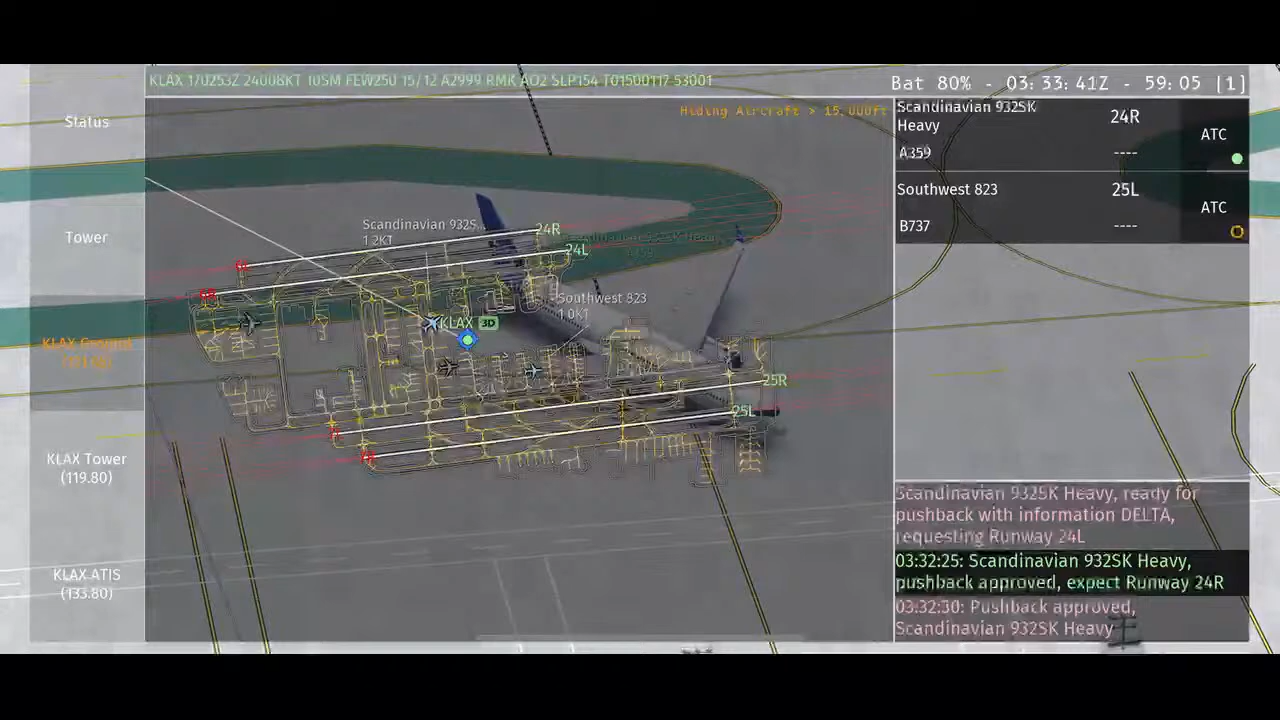 KLAX 170253Z 24008KT 10SM FEW250 15/12 A2999 RMK AO2 SLP154 T01500117 53001
Bat 80% - 03:33:41Z - 59:05 [1]
Hiding Aircraft > 15,000ft
Status
Tower
KLAX Ground
KLAX Tower
(119.80)
KLAX ATIS
(133.80)
Scandinavian 932S...
1.2KT
24R
24L
Southwest 823
1.0KT
KLAX 3D
25R
25L
Scandinavian 932SK
Heavy
24R
ATC
A359
----
Southwest 823
25L
ATC
B737
----
Scandinavian 932SK Heavy, ready for
pushback with information DELTA,
requesting Runway 24L
03:32:25: Scandinavian 932SK Heavy,
pushback approved, expect Runway 24R
03:32:30: Pushback approved,
Scandinavian 932SK Heavy